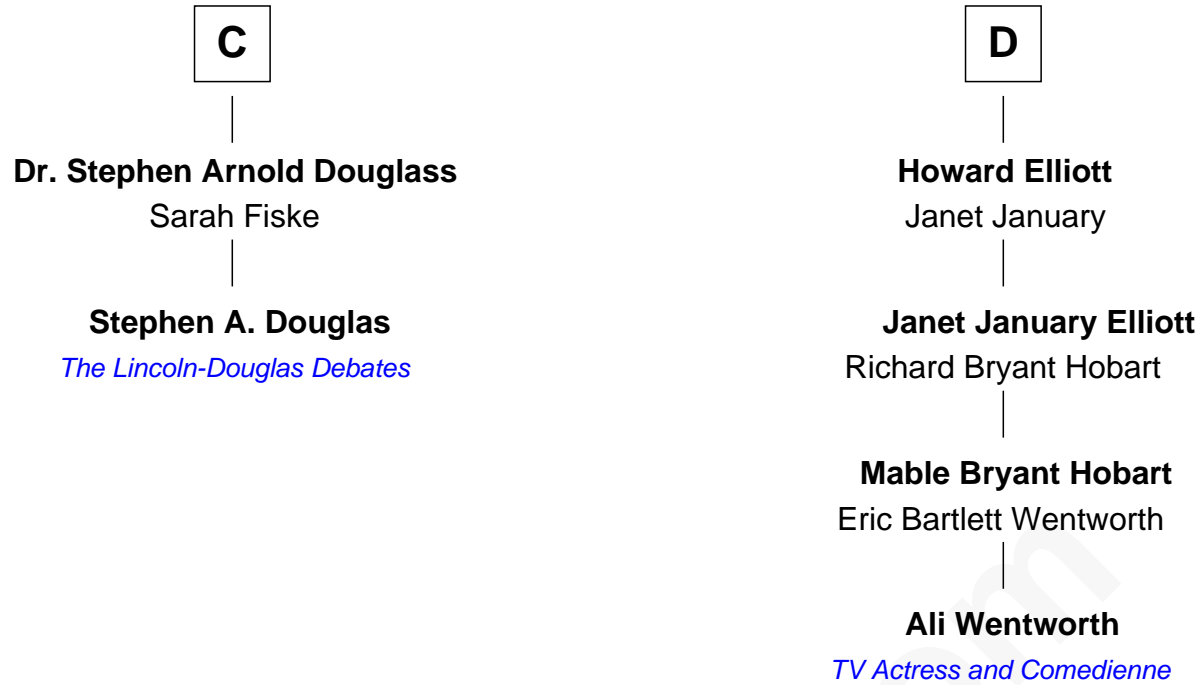 C
Dr. Stephen Arnold Douglass
Sarah Fiske
Stephen A. Douglas
The Lincoln-Douglas Debates
D
Howard Elliott
Janet January
Janet January Elliott
Richard Bryant Hobart
Mable Bryant Hobart
Eric Bartlett Wentworth
Ali Wentworth
TV Actress and Comedienne